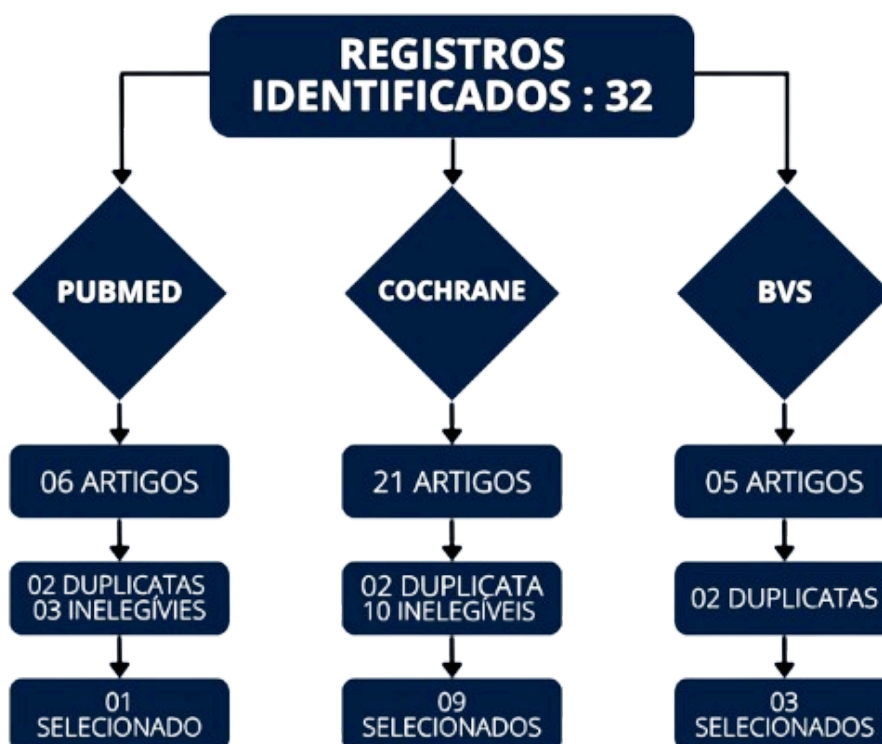 REGISTROS
IDENTIFICADOS : 32
PUBMED
COCHRANE
BVS
06 ARTIGOS
21 ARTIGOS
05 ARTIGOS
02 DUPLICATAS
03 INELEGÍVIES
02 DUPLICATA
10 INELEGÍVEIS
02 DUPLICATAS
01
SELECIONADO
09
SELECIONADOS
03
SELECIONADOS